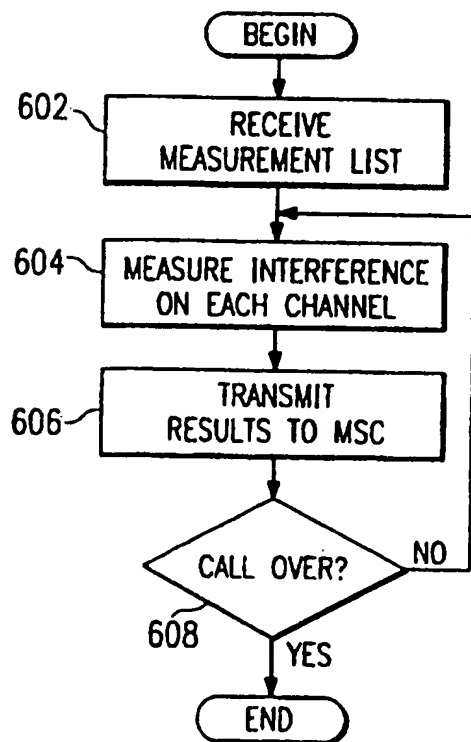 BEGIN
602
RECEIVE
MEASUREMENT LIST
604
MEASURE INTERFERENCE
ON EACH CHANNEL
606
TRANSMIT
RESULTS TO MSC
CALL OVER?
NO
608
YES
END